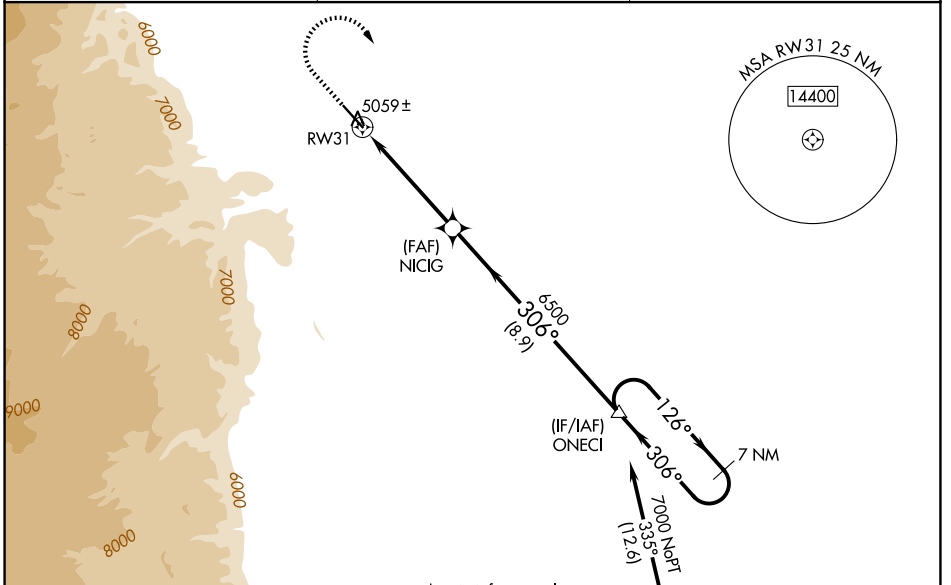 6000
7000
5059±
RW31
MSA RW31 25 NM
14400
(FAF)
NICIG
7000
8000
6500
306°
(8.9)
9000
(IF/IAF)
ONECI
126°
306°
7 NM
6000
7000 NoPT
335°
(12.6)
8000